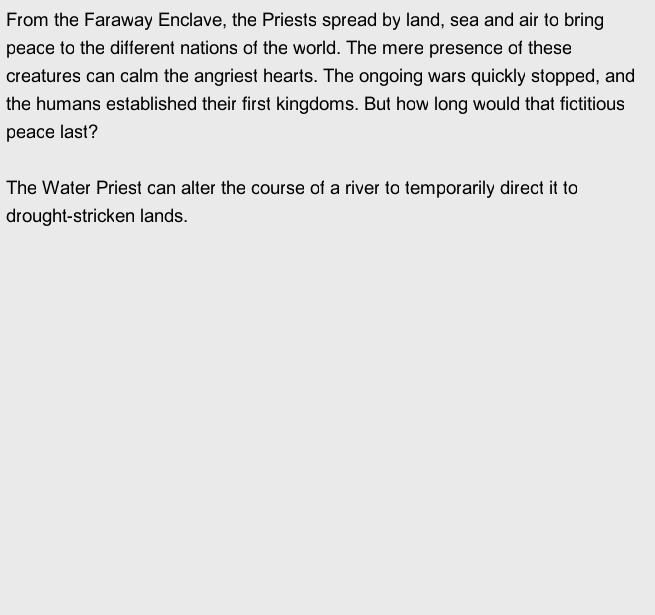 From the Faraway Enclave, the Priests spread by land, sea and air to bring
peace to the different nations of the world. The mere presence of these
creatures can calm the angriest hearts. The ongoing wars quickly stopped, and
the humans established their first kingdoms. But how long would that fictitious
peace last?

The Water Priest can alter the course of a river to temporarily direct it to
drought-stricken lands.